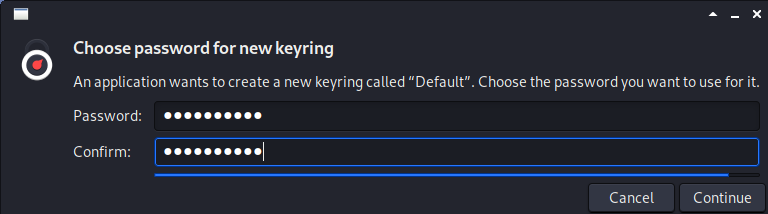 Choose password for new keyring
An application wants to create a new keyring called “Default”. Choose the password you want to use for it.
Password: ●●●●●●●●●●
Confirm: ●●●●●●●●●●
Cancel Continue